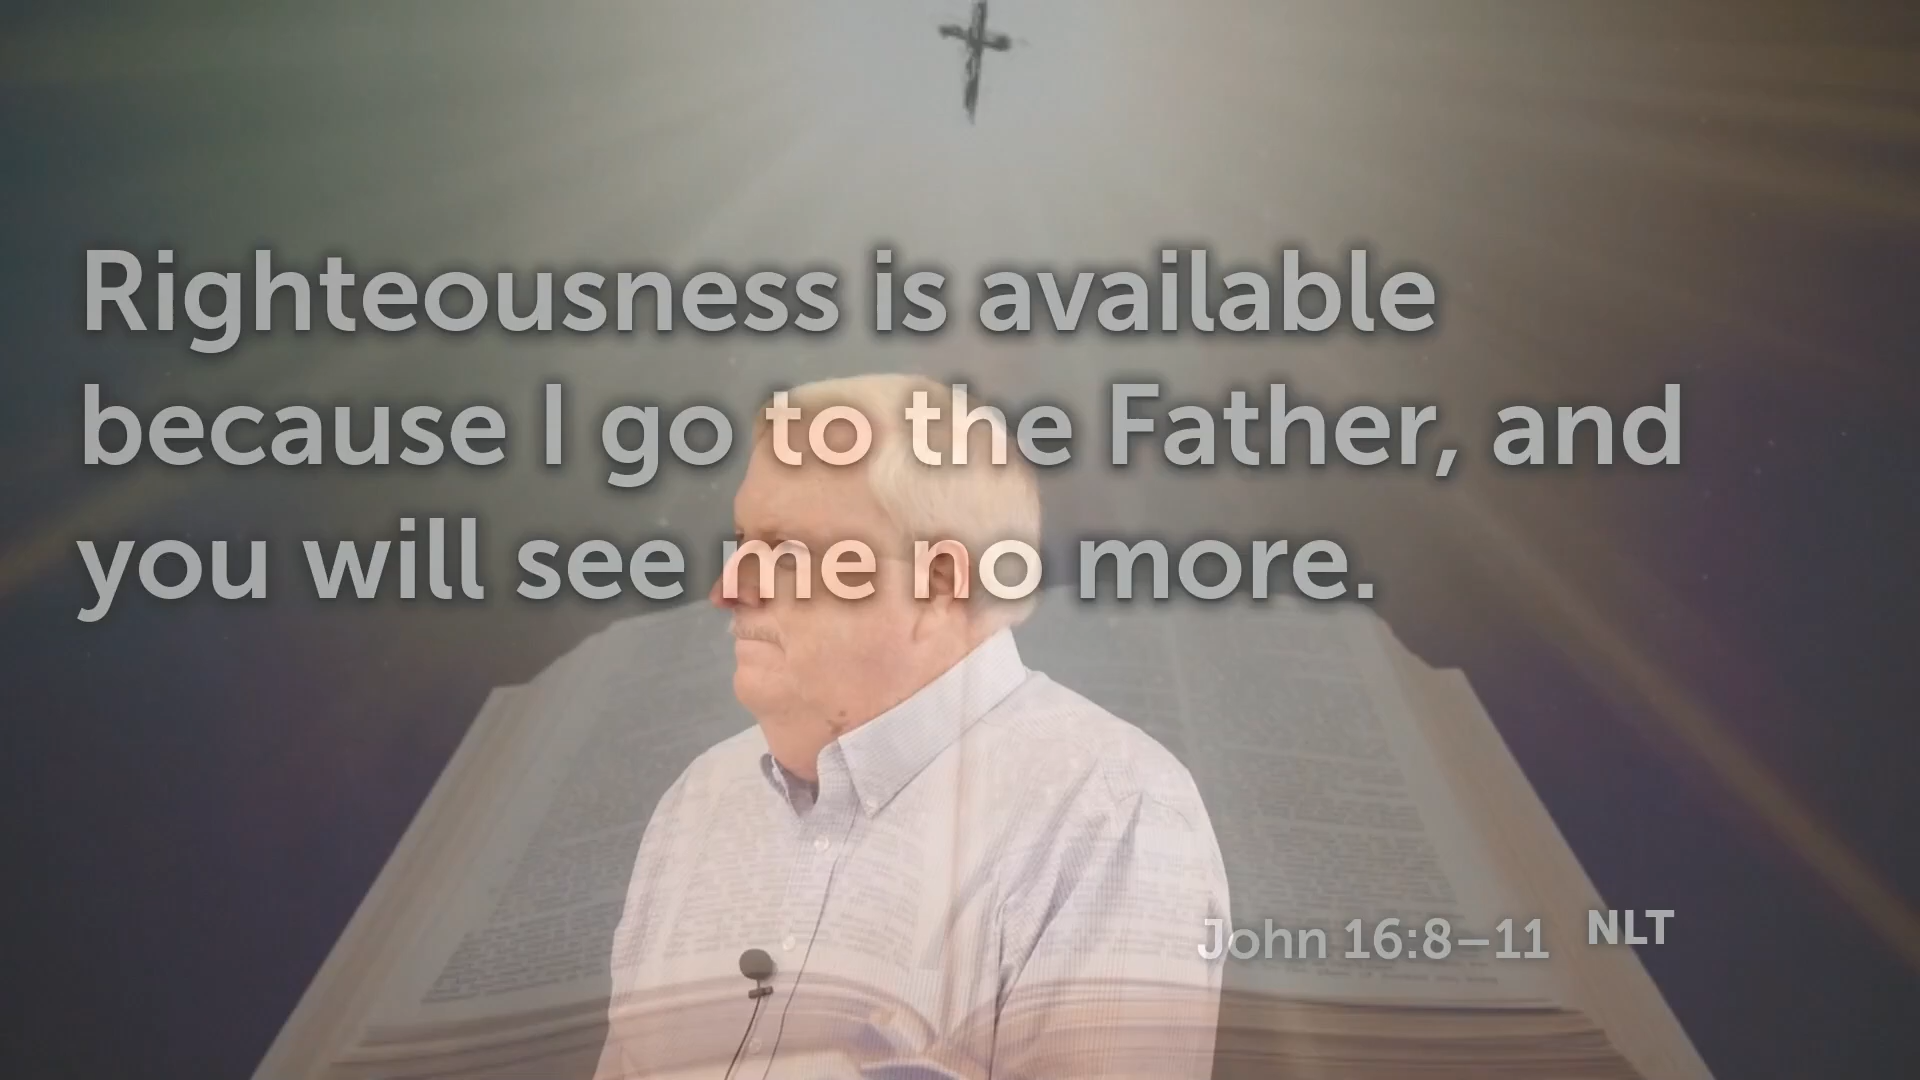 Righteousness is available
because I go to the Father, and
you will see me no more.
John 16:8–11 NLT